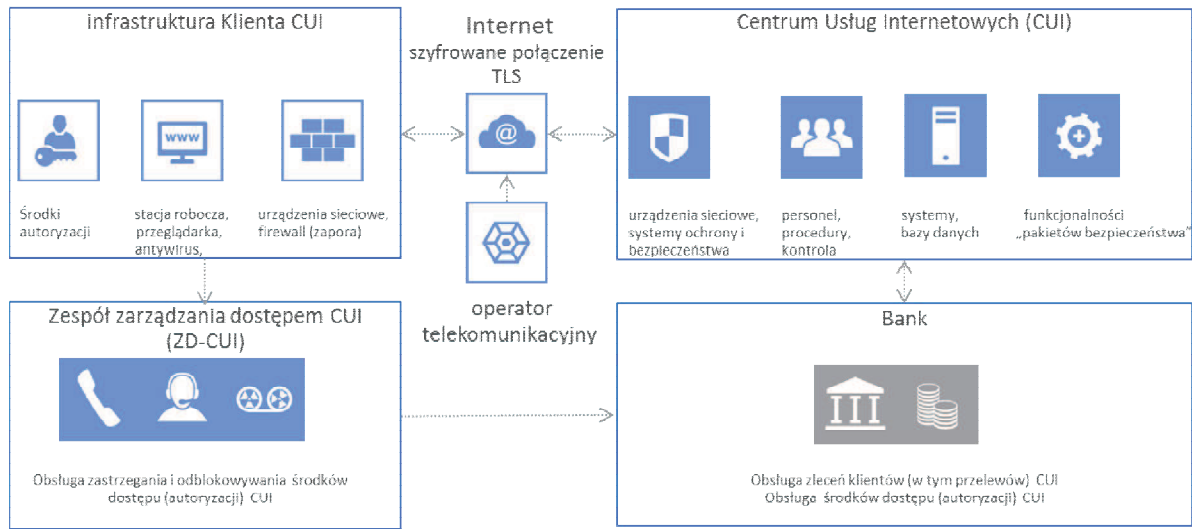 infrastruktura Klienta CUI
Środki
autoryzacji
www
stacja robocza,
przeglądarka,
antywirus,
urządzenia sieciowe,
firewall (zapora)
Internet
szyfrowane połączenie
TLS
@
operator
telekomunikacyjny
Centrum Usług Internetowych (CUI)
urządzenia sieciowe,
systemy ochrony i
bezpieczeństwa
personel,
procedury,
kontrola
systemy,
bazy danych
funkcjonalności
„pakietów bezpieczeństwa”
Zespół zarządzania dostępem CUI
(ZD-CUI)
Obsługa zastrzegania i odblokowywania środków
dostępu (autoryzacji) CUI
Bank
Obsługa zleceń klientów (w tym przelewów) CUI
Obsługa środków dostępu (autoryzacji) CUI